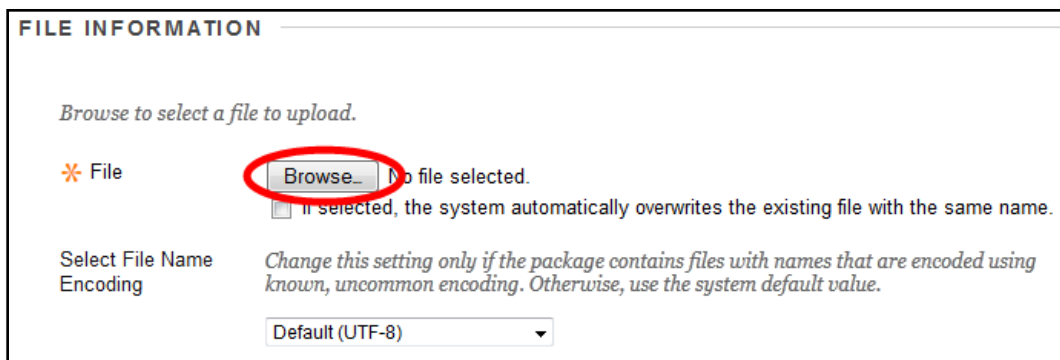 FILE INFORMATION
Browse to select a file to upload.
File
Browse… No file selected.
If selected, the system automatically overwrites the existing file with the same name.
Select File Name
Encoding
Change this setting only if the package contains files with names that are encoded using
known, uncommon encoding. Otherwise, use the system default value.
Default (UTF-8)